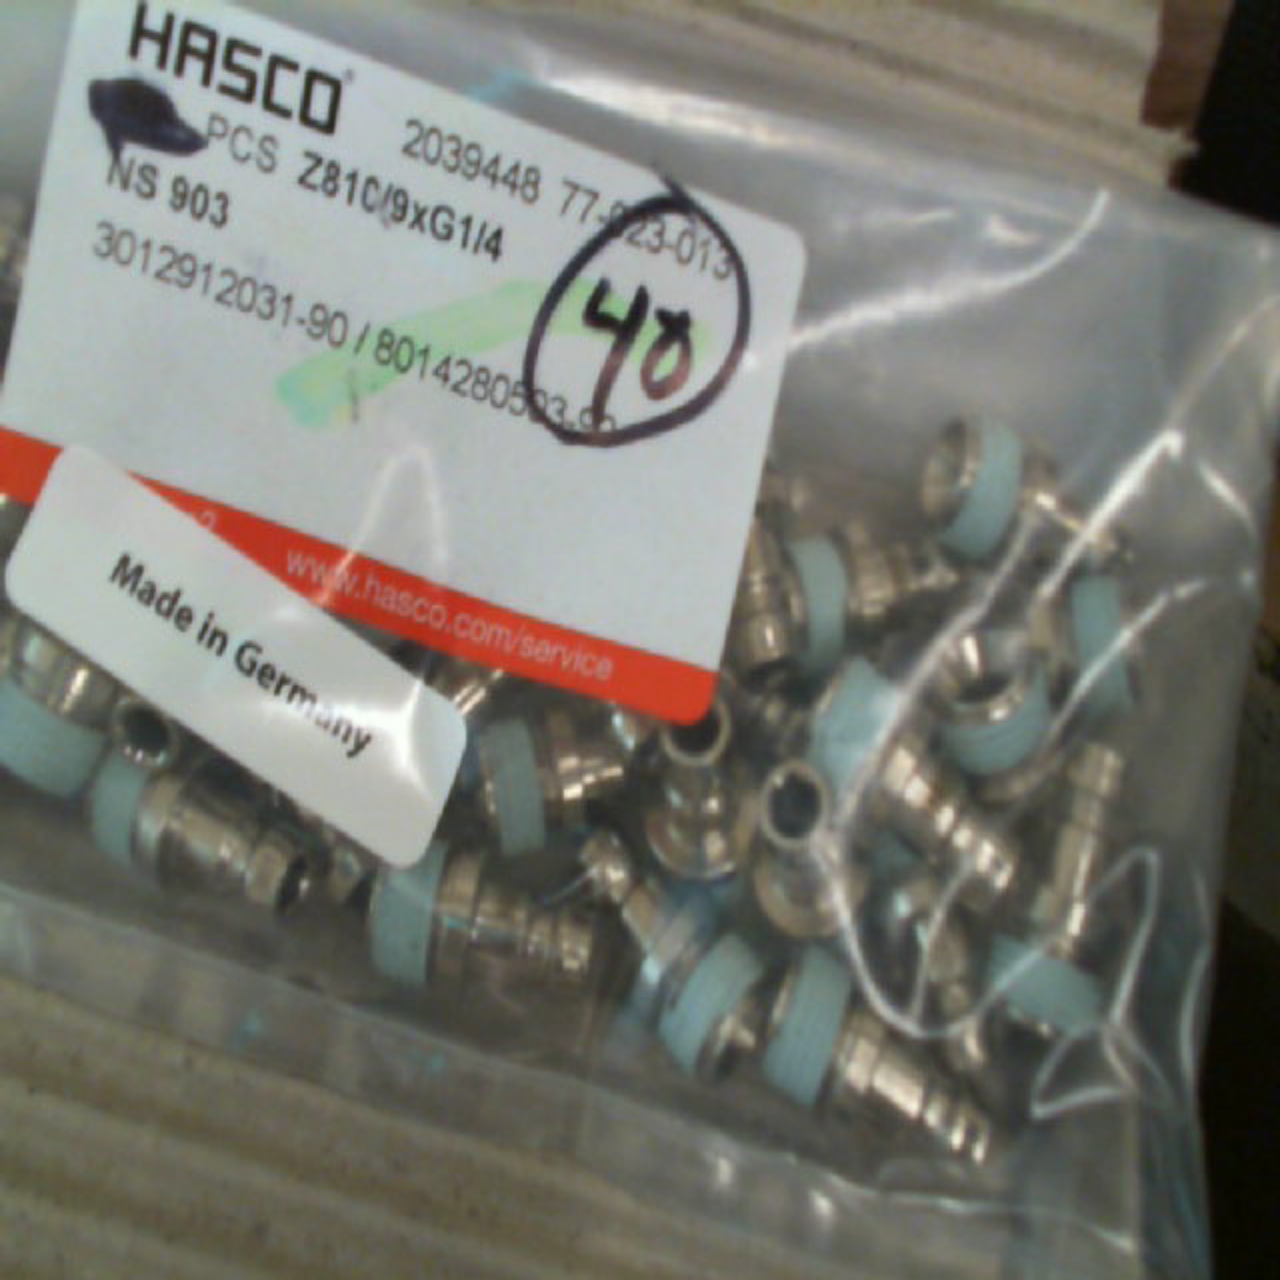 HASCO®
2039448
PCS Z810/9xG1/4
NS 903
3012912031-90 /
40
www.hasco.com/service
Made in Germany